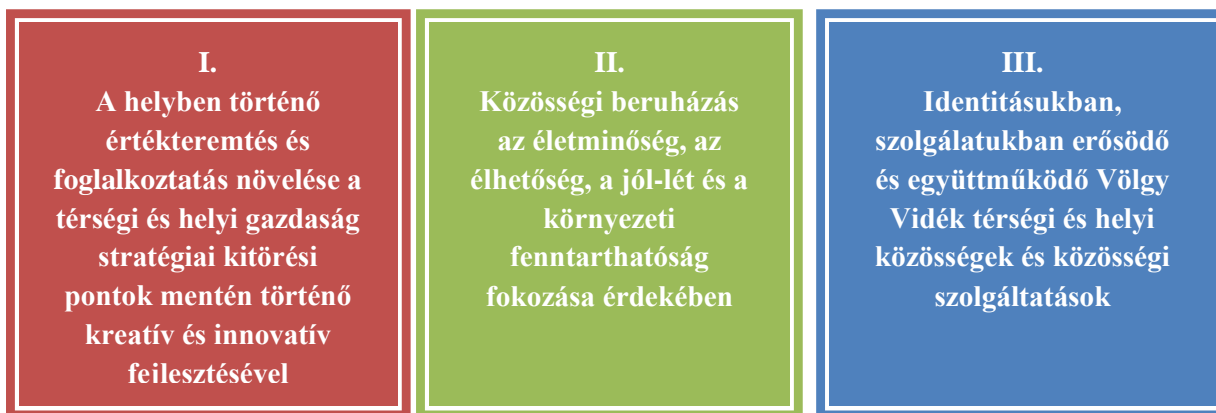 I.
A helyben történő
értékteremtés és
foglalkoztatás növelése a
térségi és helyi gazdaság
stratégiai kitörési
pontok mentén történő
kreatív és innovatív
fejlesztésével
II.
Közösségi beruházás
az életminőség, az
élhetőség, a jól-lét és a
környezeti
fenntarthatóság
fokozása érdekében
III.
Identitásukban,
szolgálatukban erősödő
és együttműködő Völgy
Vidék térségi és helyi
közösségek és közösségi
szolgáltatások